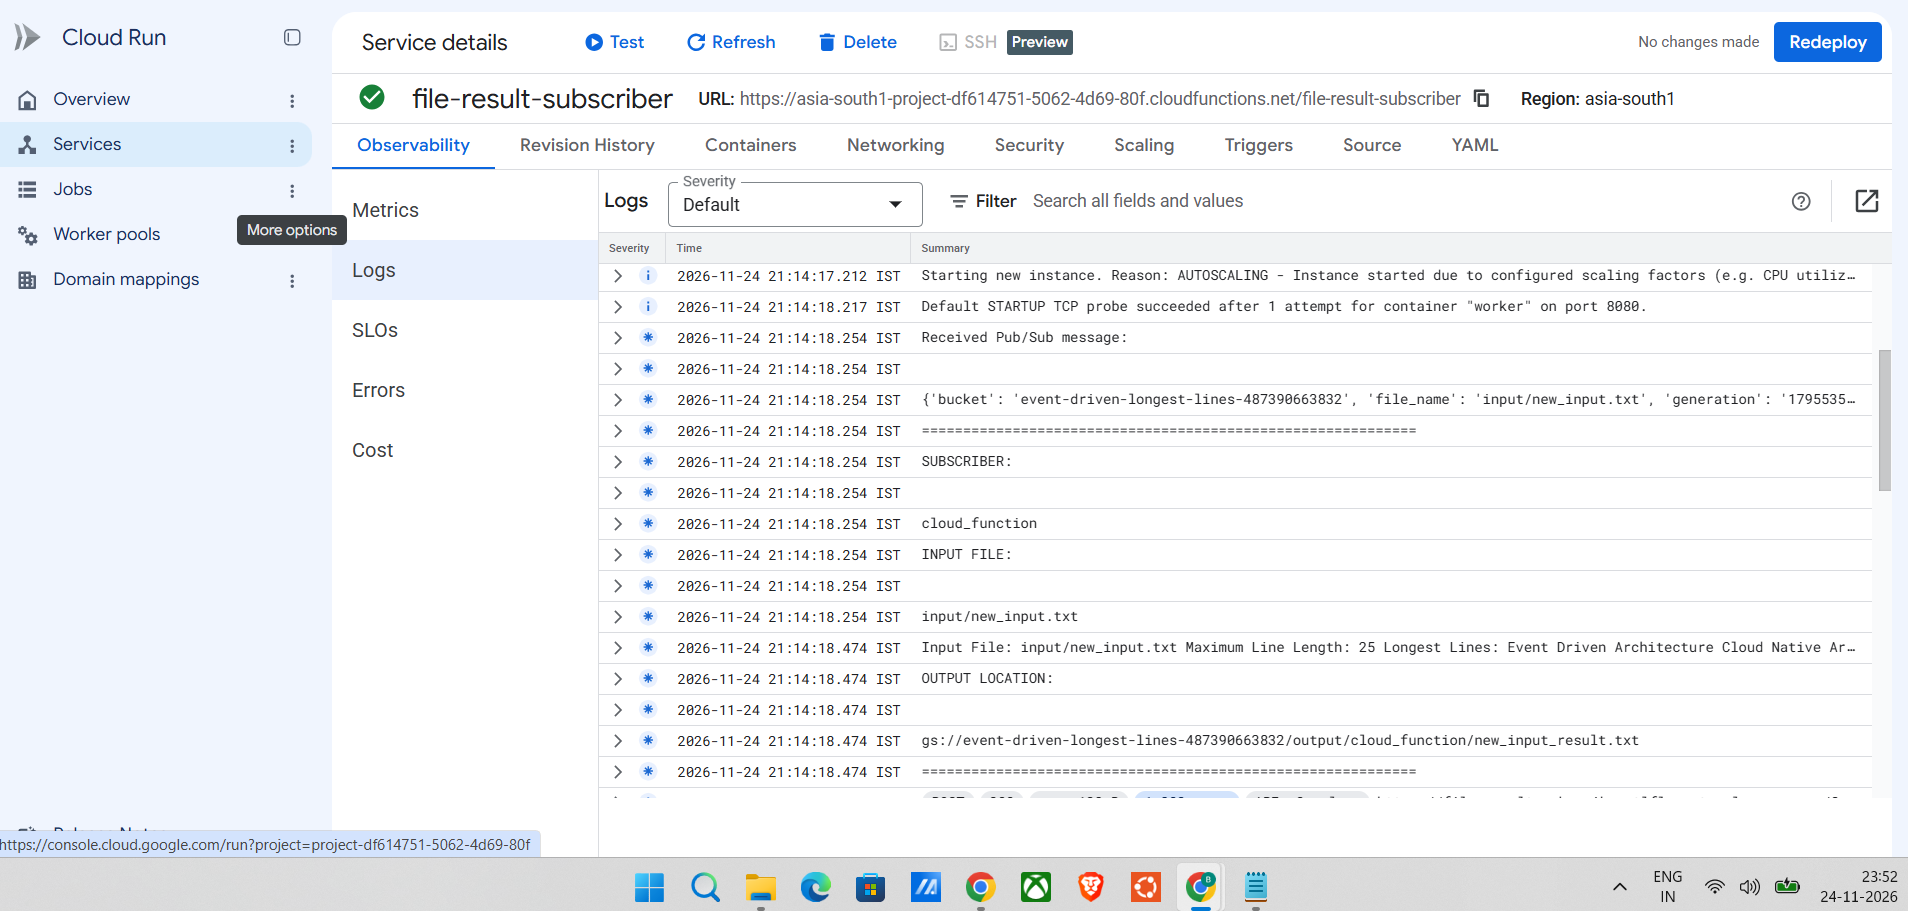 Cloud Run
Service details
Test
Refresh
Delete
SSH
Preview
No changes made
Redeploy
file-result-subscriber
URL: https://asia-south1-project-df614751-5062-4d69-80f.cloudfunctions.net/file-result-subscriber
Region: asia-south1
Overview
Services
Jobs
Worker pools
Domain mappings
More options
Observability
Revision History
Containers
Networking
Security
Scaling
Triggers
Source
YAML
Metrics
Logs
SLOs
Errors
Cost
Logs
Severity
Default
Filter
Search all fields and values
Severity Time Summary
2026-11-24 21:14:17.212 IST Starting new instance. Reason: AUTOSCALING - Instance started due to configured scaling factors (e.g. CPU utiliz…
2026-11-24 21:14:18.217 IST Default STARTUP TCP probe succeeded after 1 attempt for container "worker" on port 8080.
2026-11-24 21:14:18.254 IST Received Pub/Sub message:
2026-11-24 21:14:18.254 IST
2026-11-24 21:14:18.254 IST {'bucket': 'event-driven-longest-lines-487390663832', 'file_name': 'input/new_input.txt', 'generation': '1795535…
2026-11-24 21:14:18.254 IST ============================================================
2026-11-24 21:14:18.254 IST SUBSCRIBER:
2026-11-24 21:14:18.254 IST
2026-11-24 21:14:18.254 IST cloud_function
2026-11-24 21:14:18.254 IST INPUT FILE:
2026-11-24 21:14:18.254 IST
2026-11-24 21:14:18.254 IST input/new_input.txt
2026-11-24 21:14:18.474 IST Input File: input/new_input.txt Maximum Line Length: 25 Longest Lines: Event Driven Architecture Cloud Native Ar…
2026-11-24 21:14:18.474 IST OUTPUT LOCATION:
2026-11-24 21:14:18.474 IST
2026-11-24 21:14:18.474 IST gs://event-driven-longest-lines-487390663832/output/cloud_function/new_input_result.txt
2026-11-24 21:14:18.474 IST ============================================================
https://console.cloud.google.com/run?project=project-df614751-5062-4d69-80f
B
ENG
IN
23:52
24-11-2026